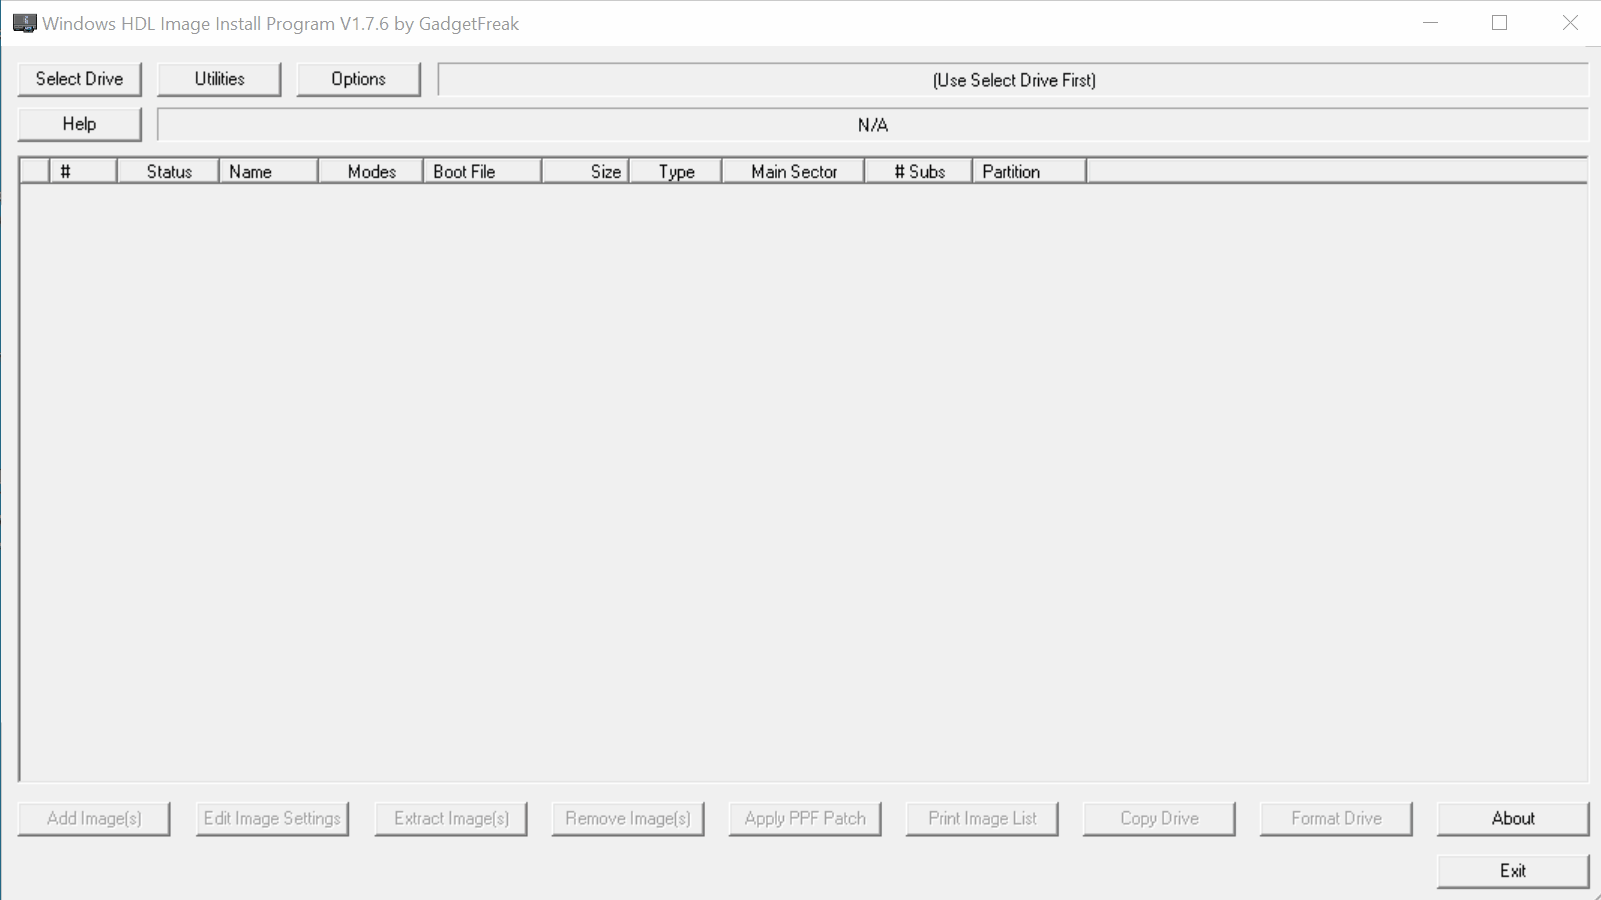 Windows HDL Image Install Program V1.7.6 by GadgetFreak
Select Drive Utilities Options (Use Select Drive First)
Help N/A
# Status Name Modes Boot File Size Type Main Sector # Subs Partition
Add Image(s) Edit Image Settings Extract Image(s) Remove Image(s) Apply PPF Patch Print Image List Copy Drive Format Drive About
Exit